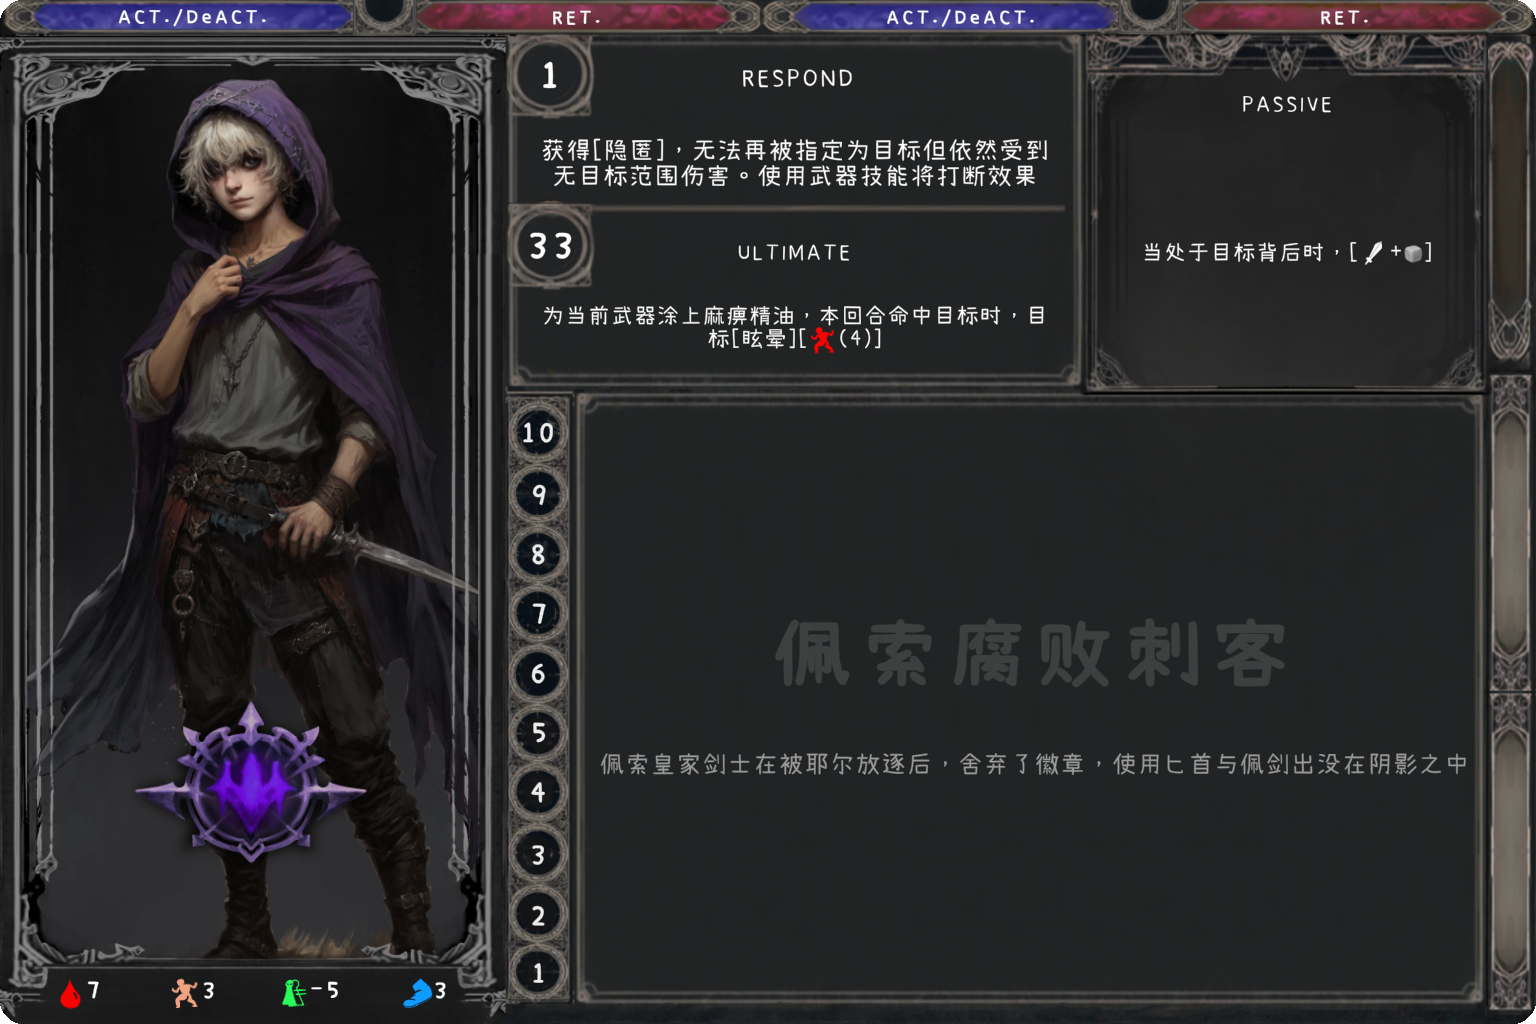 ACT./DeACT.
RET.
ACT./DeACT.
RET.
1
RESPOND
获得[隐匿]，无法再被指定为目标但依然受到
无目标范围伤害。使用武器技能将打断效果
33
ULTIMATE
为当前武器涂上麻痹精油，本回合命中目标时，目
标[眩晕][(4)]
PASSIVE
当处于目标背后时，[+]
10
9
8
7
6
5
4
3
2
1
佩索腐败刺客
佩索皇家剑士在被耶尔放逐后，舍弃了徽章，使用匕首与佩剑出没在阴影之中
7
3
-5
3